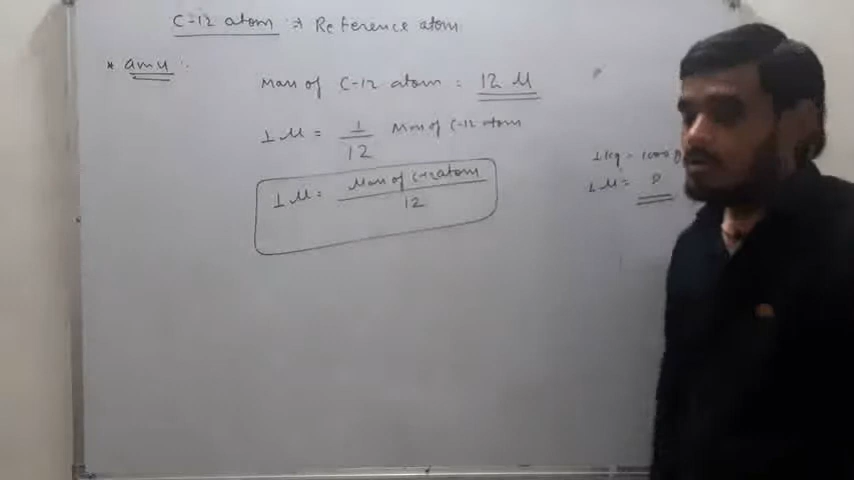 C-12 atom :→ Reference atom
* amu :-
Mass of C-12 atom = 12 u
1 u = 1/12 Mass of C-12 atom
1 u = Mass of C-12 atom / 12
1 kg = 1000 g
1 u =